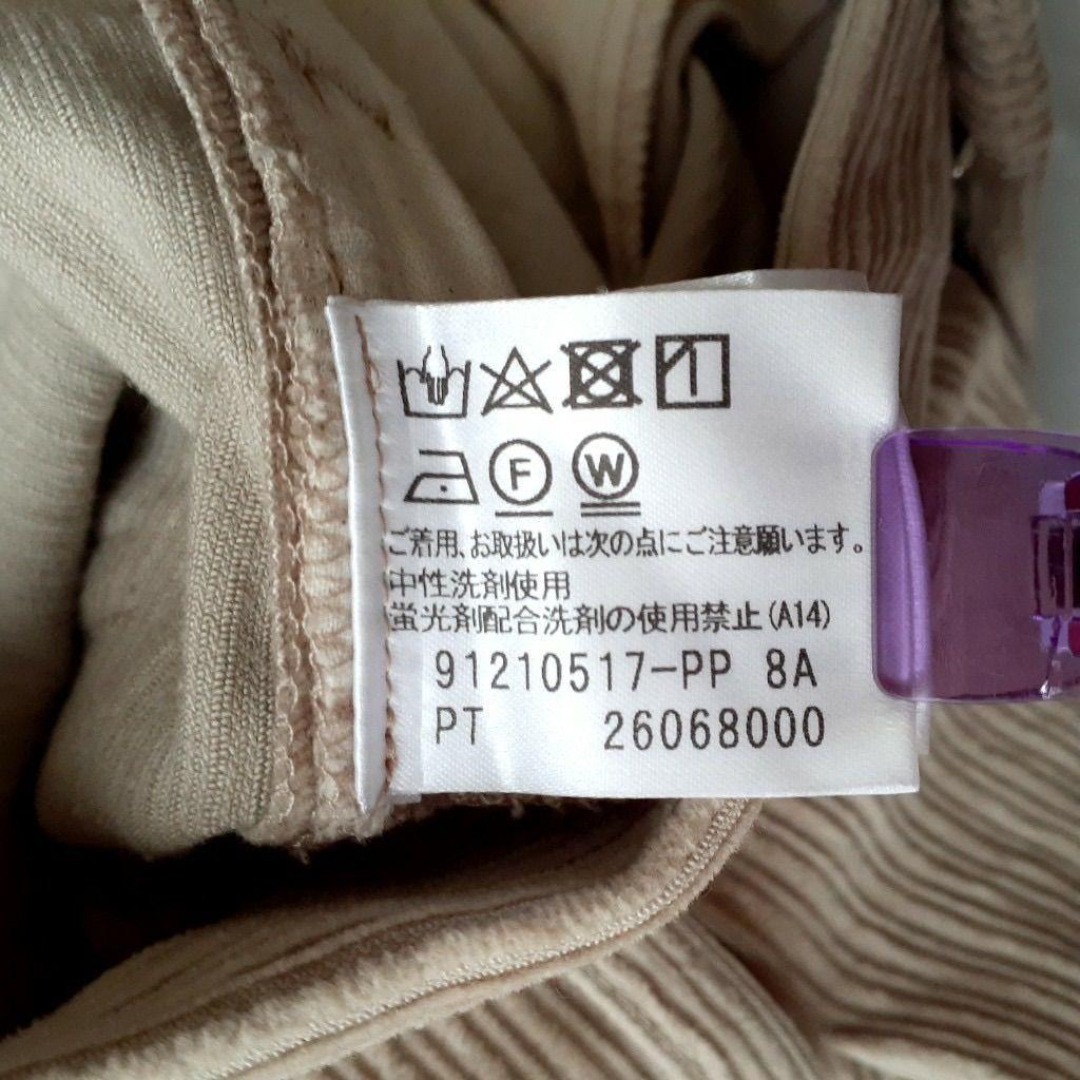 F W
ご着用、お取扱いは次の点にご注意願います。
中性洗剤使用
蛍光剤配合洗剤の使用禁止(A14)
91210517-PP 8A
PT 26068000